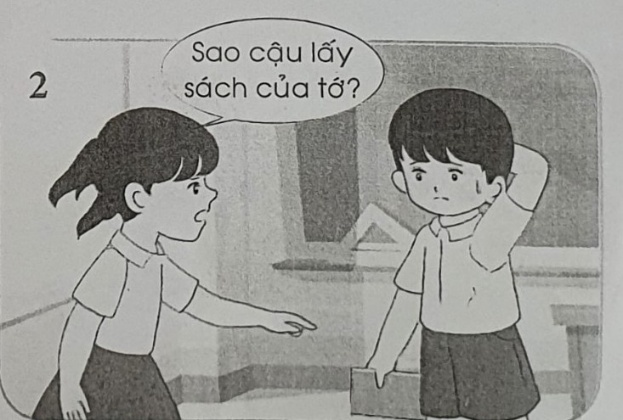 2
Sao cậu lấy
sách của tớ?